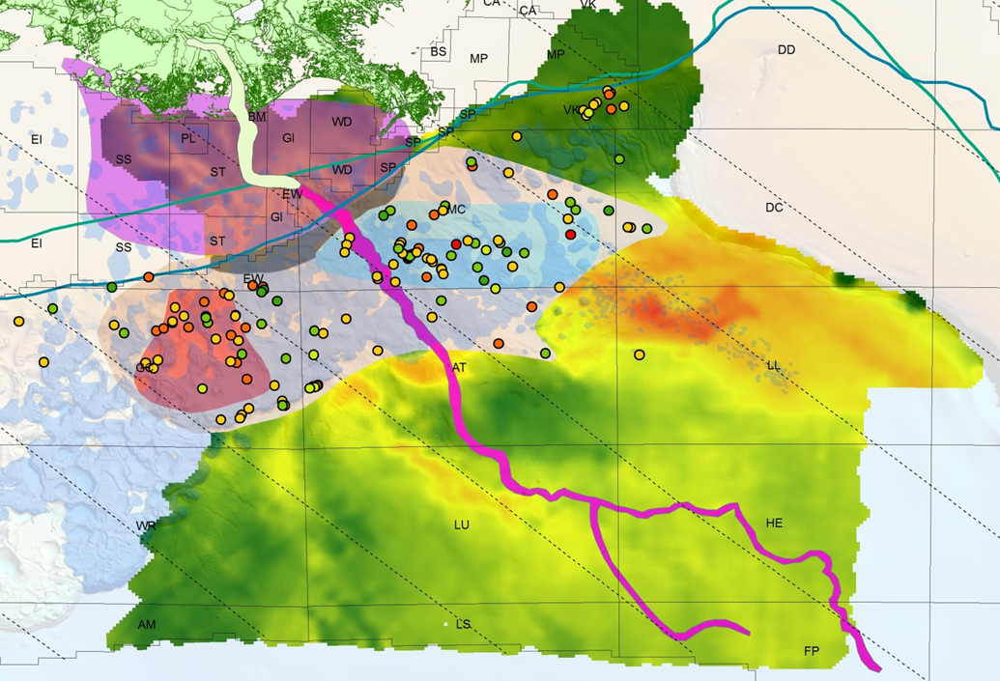 CA
CA
VK
DD
BS
MP
MP
VK
SP
BM
WD
SP
EI
PL
GI
SP
SS
WD
SP
ST
EW
MC
DC
GI
EI
ST
SS
EW
GC
AT
LL
WR
LU
HE
AM
LS
FP